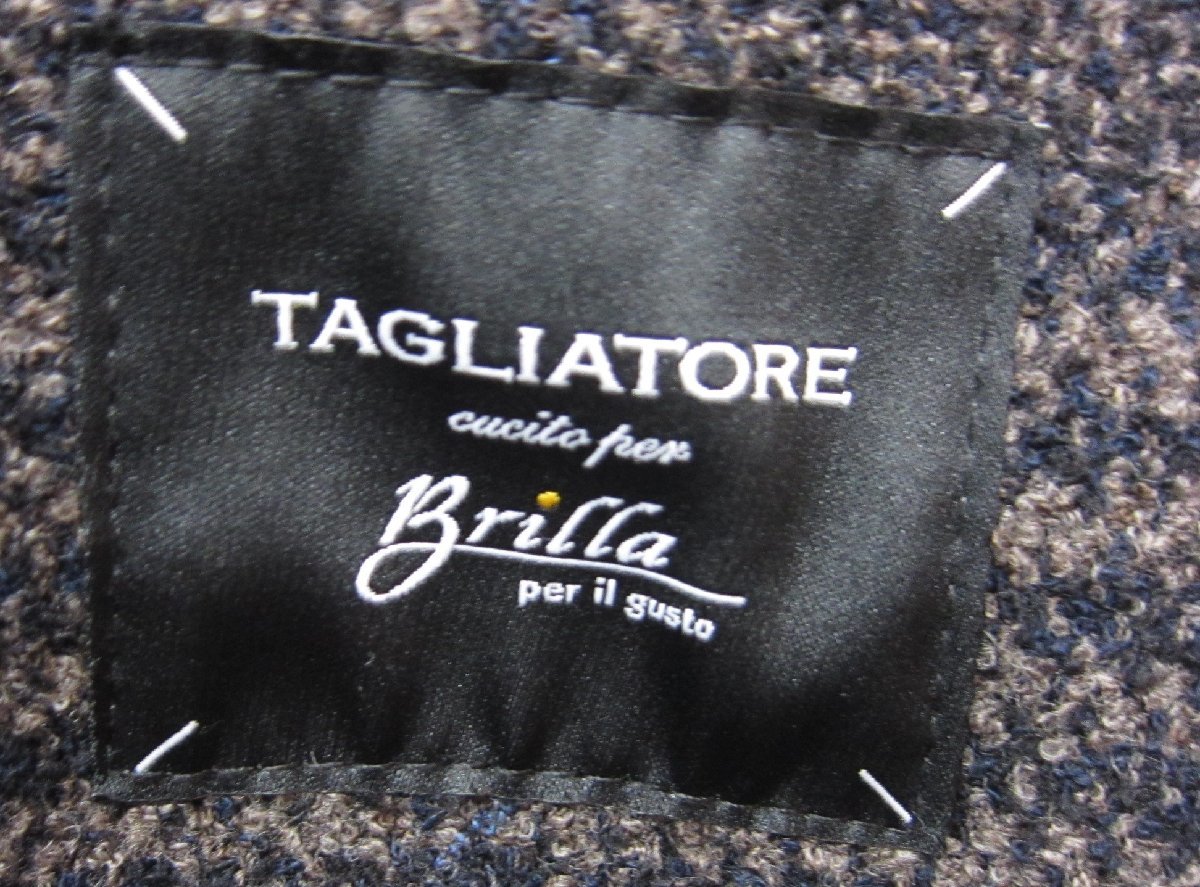 TAGLIATORE
cucito per
Brilla
per il gusto